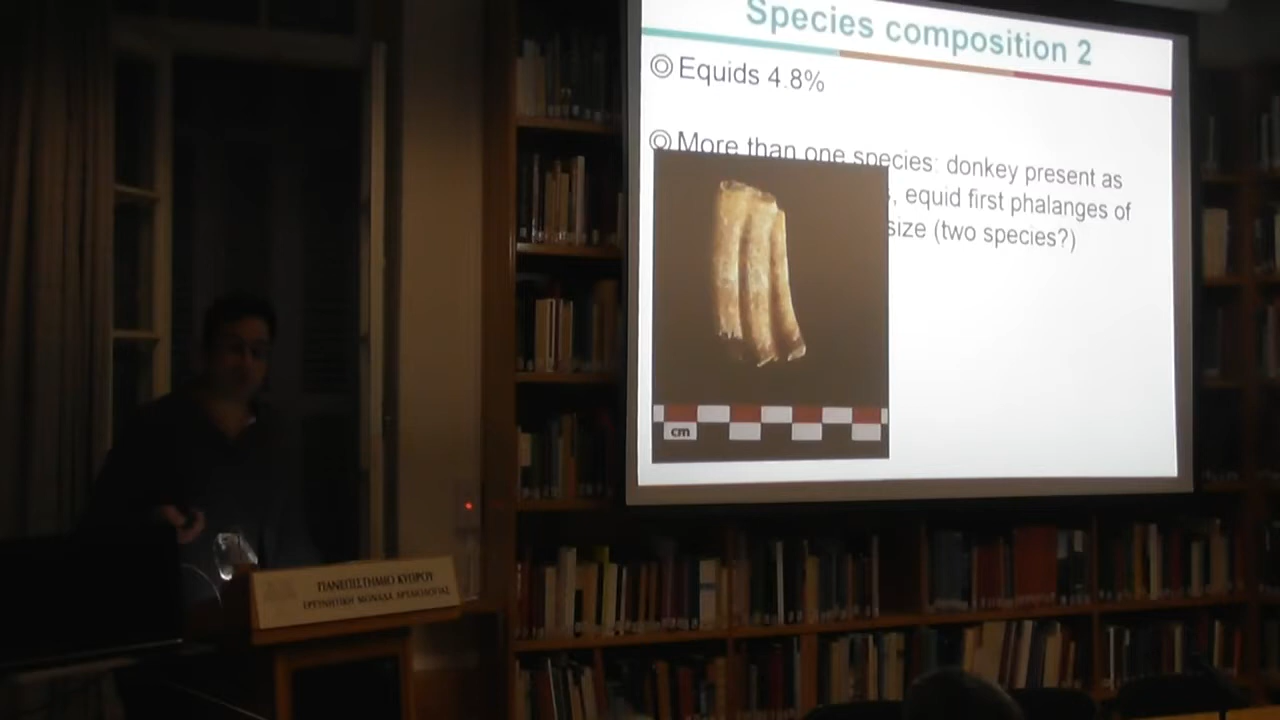 Species composition 2
Equids 4.8%
More than one species: donkey present as
, equid first phalanges of
size (two species?)
cm
ΠΑΝΕΠΙΣΤΗΜΙΟ ΚΥΠΡΟΥ
ΕΡΕΥΝΗΤΙΚΗ ΜΟΝΑΔΑ ΑΡΧΑΙΟΛΟΓΙΑΣ